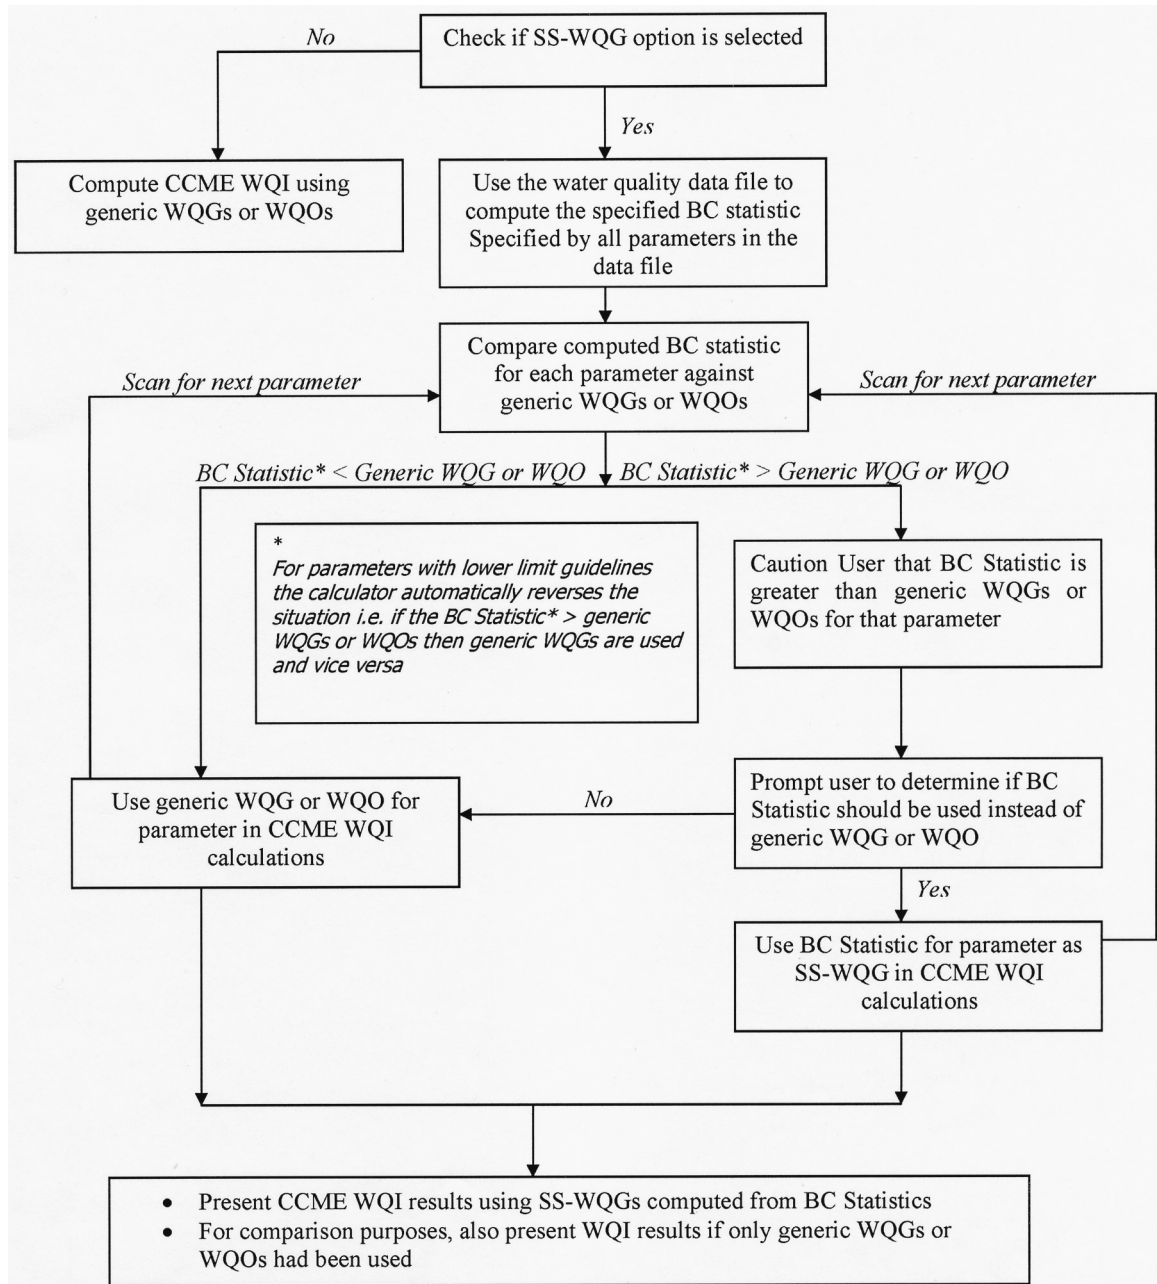 Check if SS-WQG option is selected
No
Yes
Compute CCME WQI using
generic WQGs or WQOs
Use the water quality data file to
compute the specified BC statistic
Specified by all parameters in the
data file
Compare computed BC statistic
for each parameter against
generic WQGs or WQOs
Scan for next parameter
Scan for next parameter
BC Statistic* < Generic WQG or WQO
BC Statistic* > Generic WQG or WQO
*
For parameters with lower limit guidelines
the calculator automatically reverses the
situation i.e. if the BC Statistic* > generic
WQGs or WQOs then generic WQGs are used
and vice versa
Caution User that BC Statistic is
greater than generic WQGs or
WQOs for that parameter
Prompt user to determine if BC
Statistic should be used instead of
generic WQG or WQO
No
Use generic WQG or WQO for
parameter in CCME WQI
calculations
Yes
Use BC Statistic for parameter as
SS-WQG in CCME WQI
calculations
• Present CCME WQI results using SS-WQGs computed from BC Statistics
• For comparison purposes, also present WQI results if only generic WQGs or
WQOs had been used